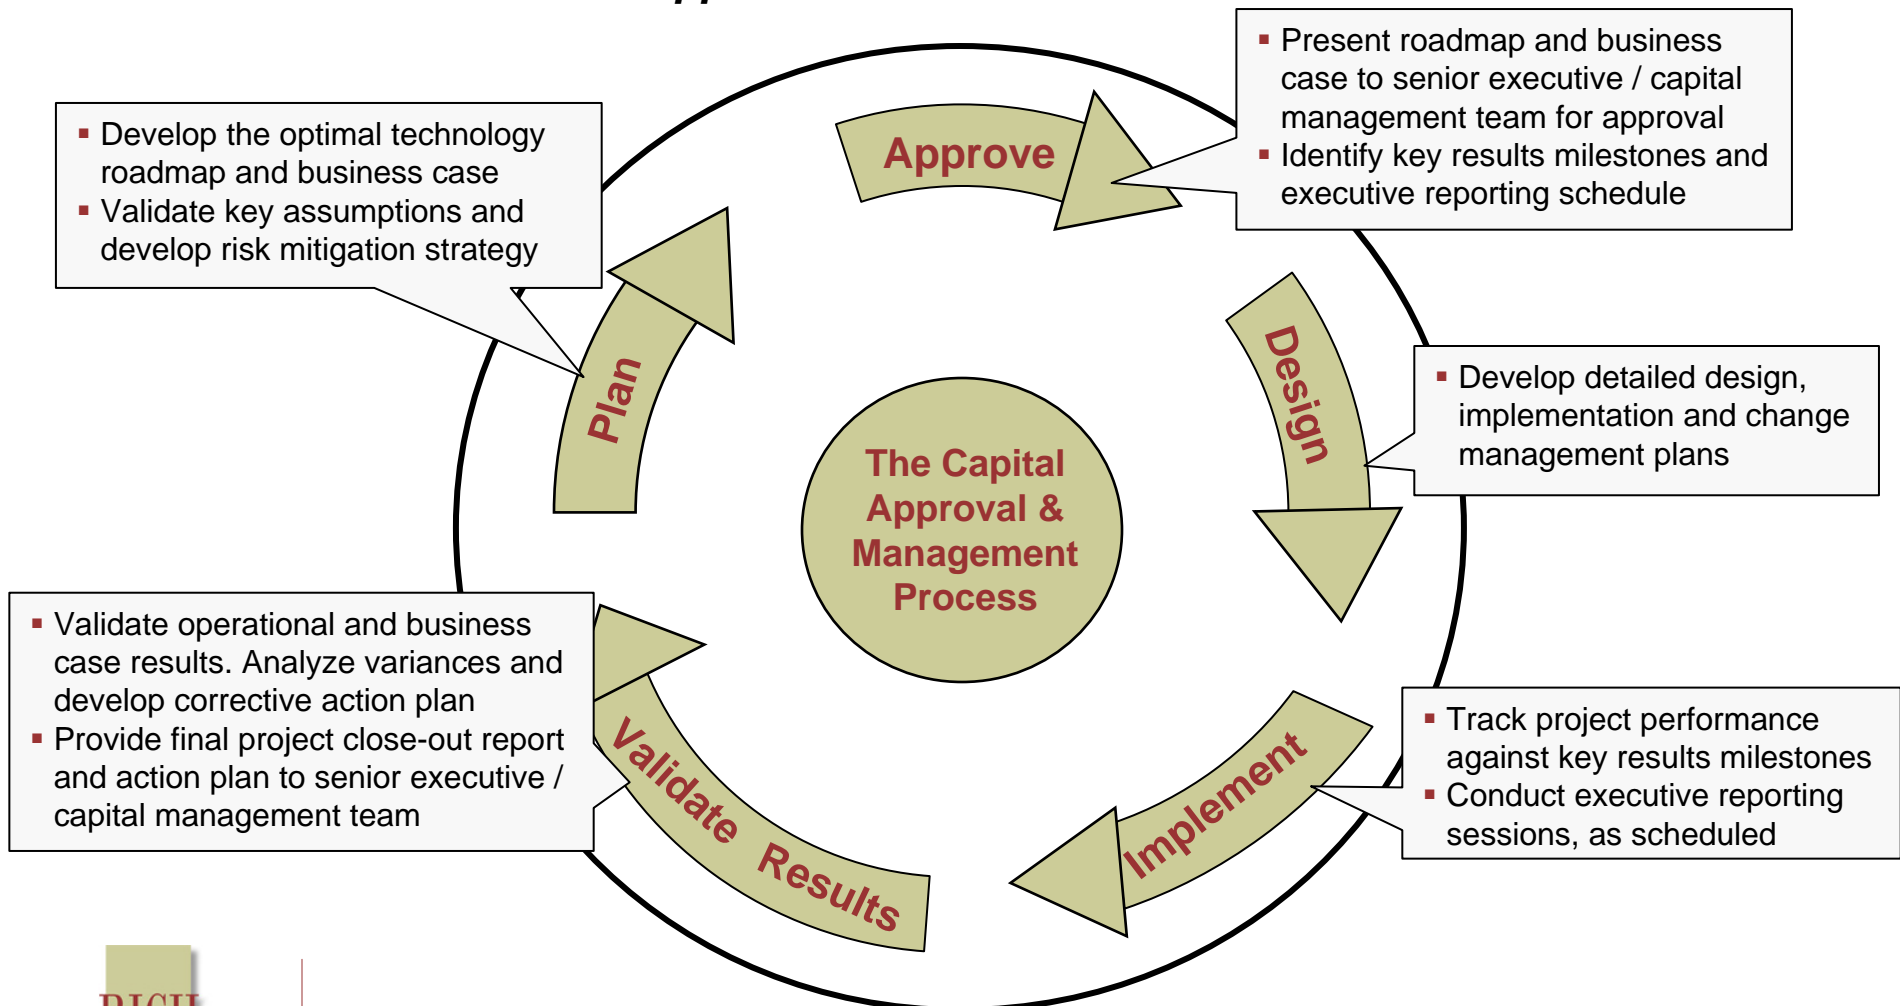 Approve
▪ Present roadmap and business
case to senior executive / capital
management team for approval
▪ Identify key results milestones and
executive reporting schedule
▪ Develop the optimal technology
roadmap and business case
▪ Validate key assumptions and
develop risk mitigation strategy
Plan
Design
▪ Develop detailed design,
implementation and change
management plans
The Capital
Approval &
Management
Process
▪ Validate operational and business
case results. Analyze variances and
develop corrective action plan
▪ Provide final project close-out report
and action plan to senior executive /
capital management team
Validate Results
Implement
▪ Track project performance
against key results milestones
▪ Conduct executive reporting
sessions, as scheduled
RICH